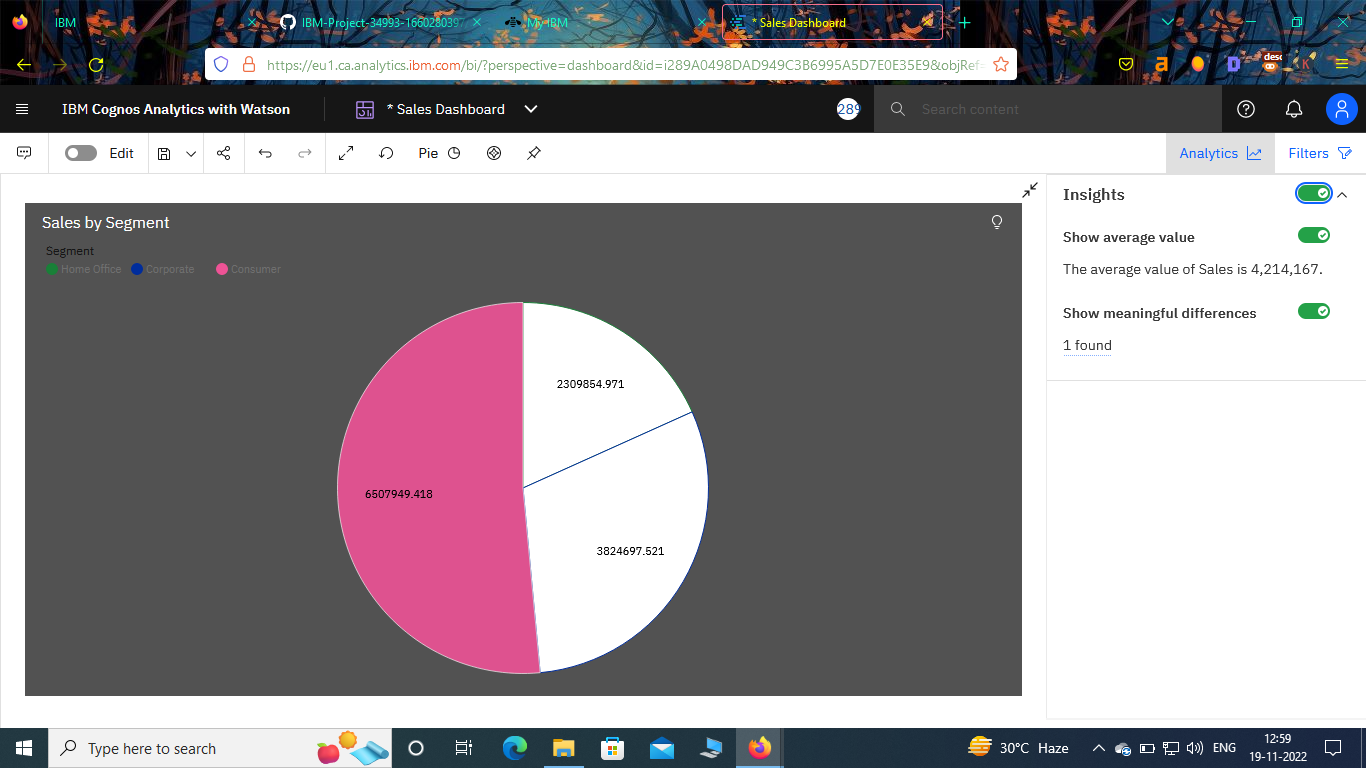 IBM
IBM-Project-34993-1660280397
My IBM
* Sales Dashboard
https://eu1.ca.analytics.ibm.com/bi/?perspective=dashboard&id=i289A0498DAD949C3B6995A5D7E0E35E9&objRef=
IBM Cognos Analytics with Watson
* Sales Dashboard
289
Search content
Edit
Pie
Analytics
Filters
Sales by Segment
Segment
Home Office
Corporate
Consumer
2309854.971
6507949.418
3824697.521
Insights
Show average value
The average value of Sales is 4,214,167.
Show meaningful differences
1 found
Type here to search
30°C Haze
ENG
12:59
19-11-2022